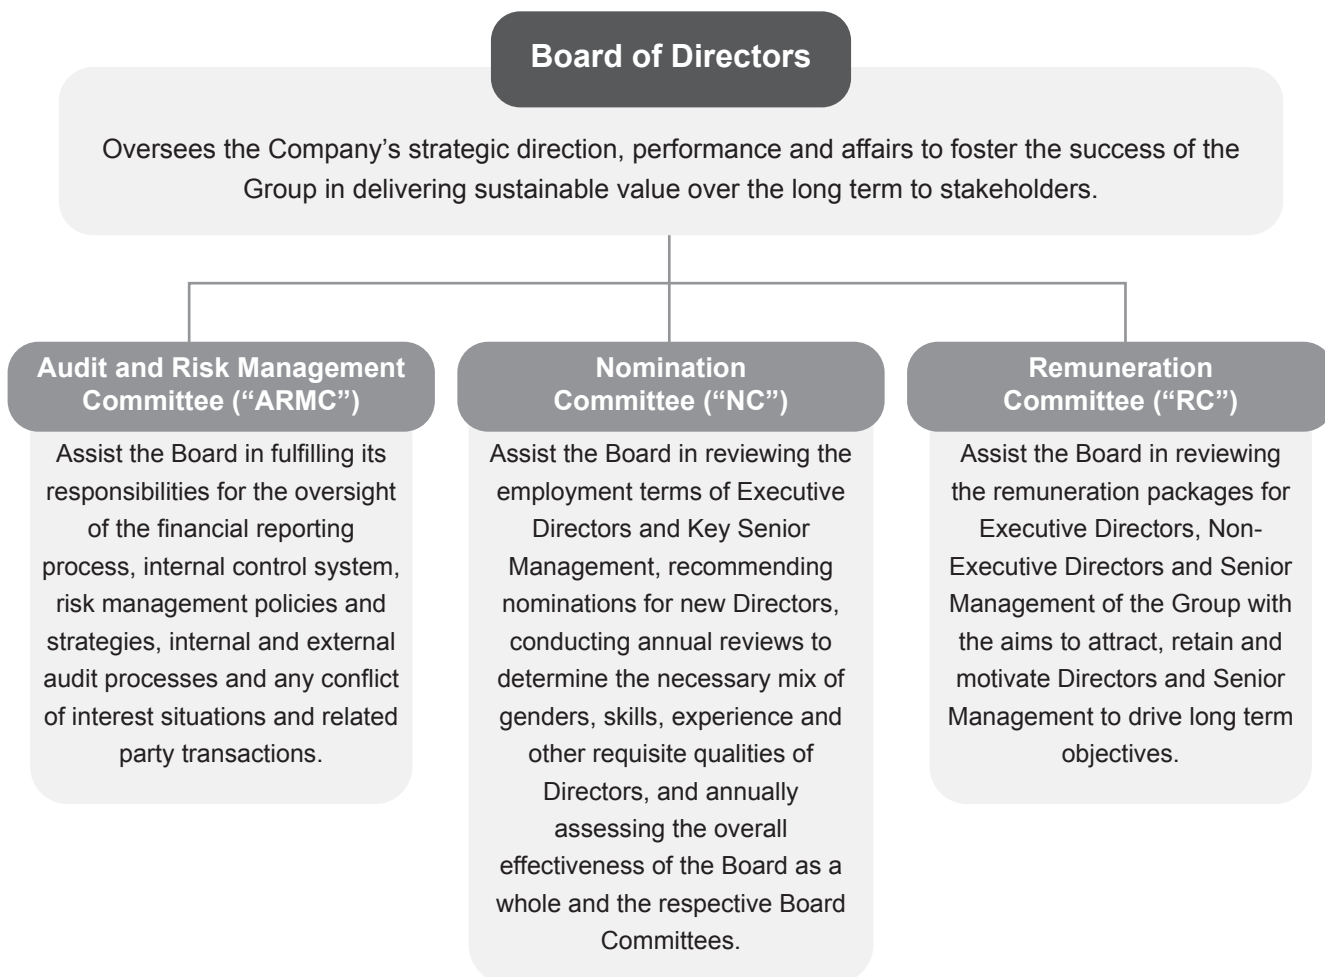 Board of Directors
Oversees the Company’s strategic direction, performance and affairs to foster the success of the
Group in delivering sustainable value over the long term to stakeholders.
Audit and Risk Management
Committee (“ARMC”)
Assist the Board in fulfilling its
responsibilities for the oversight
of the financial reporting
process, internal control system,
risk management policies and
strategies, internal and external
audit processes and any conflict
of interest situations and related
party transactions.
Nomination
Committee (“NC”)
Assist the Board in reviewing the
employment terms of Executive
Directors and Key Senior
Management, recommending
nominations for new Directors,
conducting annual reviews to
determine the necessary mix of
genders, skills, experience and
other requisite qualities of
Directors, and annually
assessing the overall
effectiveness of the Board as a
whole and the respective Board
Committees.
Remuneration
Committee (“RC”)
Assist the Board in reviewing
the remuneration packages for
Executive Directors, Non-
Executive Directors and Senior
Management of the Group with
the aims to attract, retain and
motivate Directors and Senior
Management to drive long term
objectives.